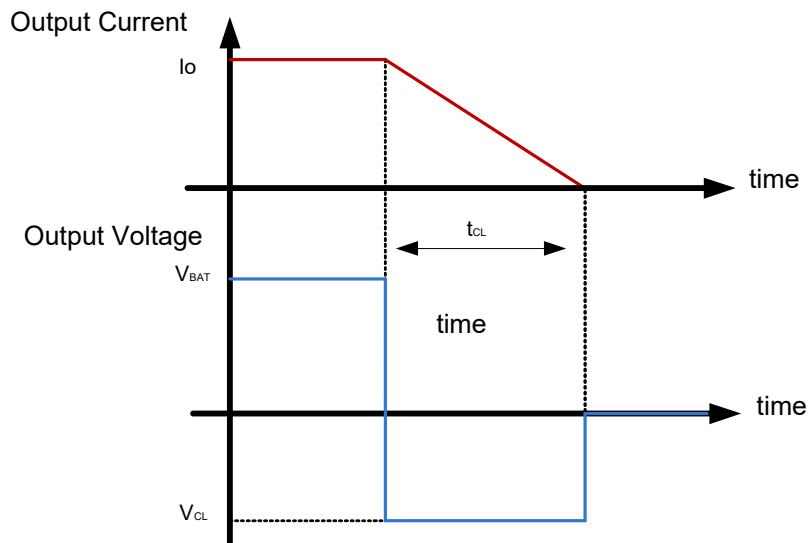 Output Current
Io
time
Output Voltage
tCL
VBAT
time
time
VCL